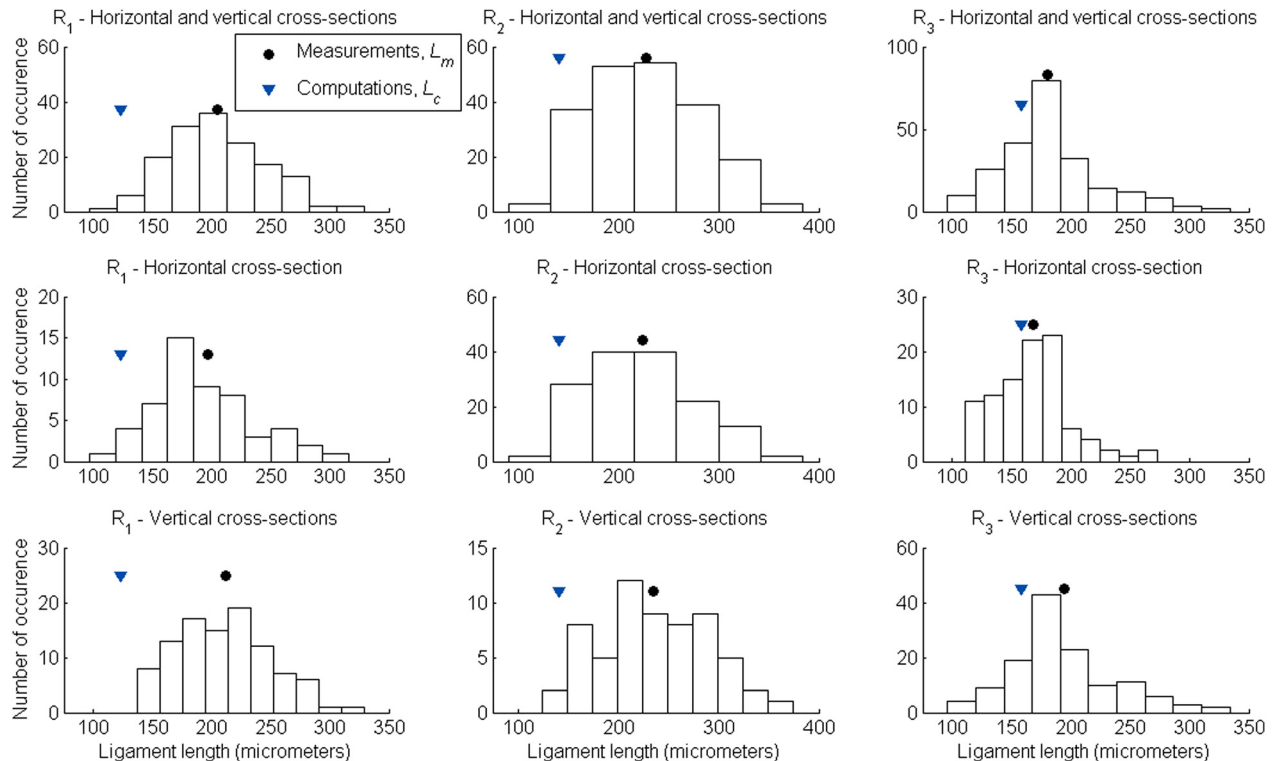 R1 - Horizontal and vertical cross-sections
R2 - Horizontal and vertical cross-sections
R3 - Horizontal and vertical cross-sections
Measurements, Lm
Computations, Lc
Number of occurence
60
40
20
0
100 150 200 250 300 350
60
40
20
0
100 200 300 400
100
50
0
100 150 200 250 300 350
R1 - Horizontal cross-section
R2 - Horizontal cross-section
R3 - Horizontal cross-section
Number of occurence
20
15
10
5
0
100 150 200 250 300 350
60
40
20
0
100 200 300 400
30
20
10
0
100 150 200 250 300 350
R1 - Vertical cross-sections
R2 - Vertical cross-sections
R3 - Vertical cross-sections
Number of occurence
30
20
10
0
100 150 200 250 300 350
Ligament length (micrometers)
15
10
5
0
100 200 300 400
Ligament length (micrometers)
60
40
20
0
100 150 200 250 300 350
Ligament length (micrometers)